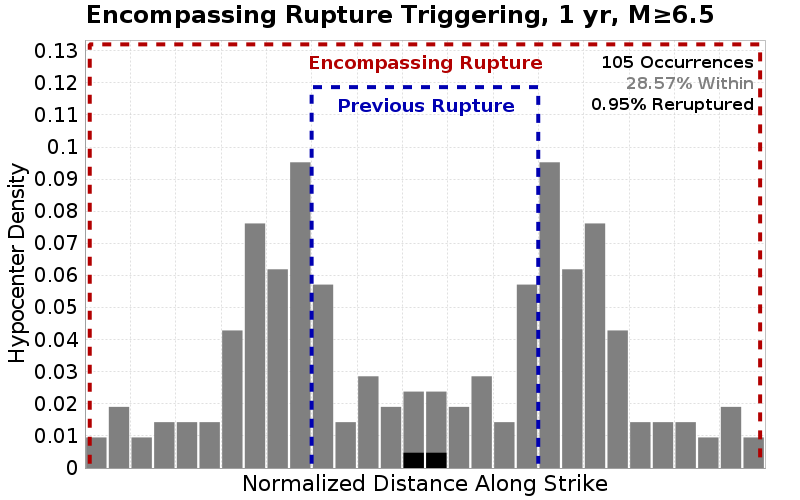 Encompassing Rupture Triggering, 1 yr, M≥6.5
0.13
0.12
0.11
0.1
0.09
0.08
0.07
0.06
0.05
0.04
0.03
0.02
0.01
0
Hypocenter Density
Encompassing Rupture
Previous Rupture
105 Occurrences
28.57% Within
0.95% Reruptured
Normalized Distance Along Strike